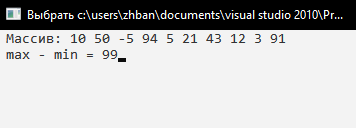 Выбрать c:\users\zhban\documents\visual studio 2010\Pr...
Массив: 10 50 -5 94 5 21 43 12 3 91
max - min = 99